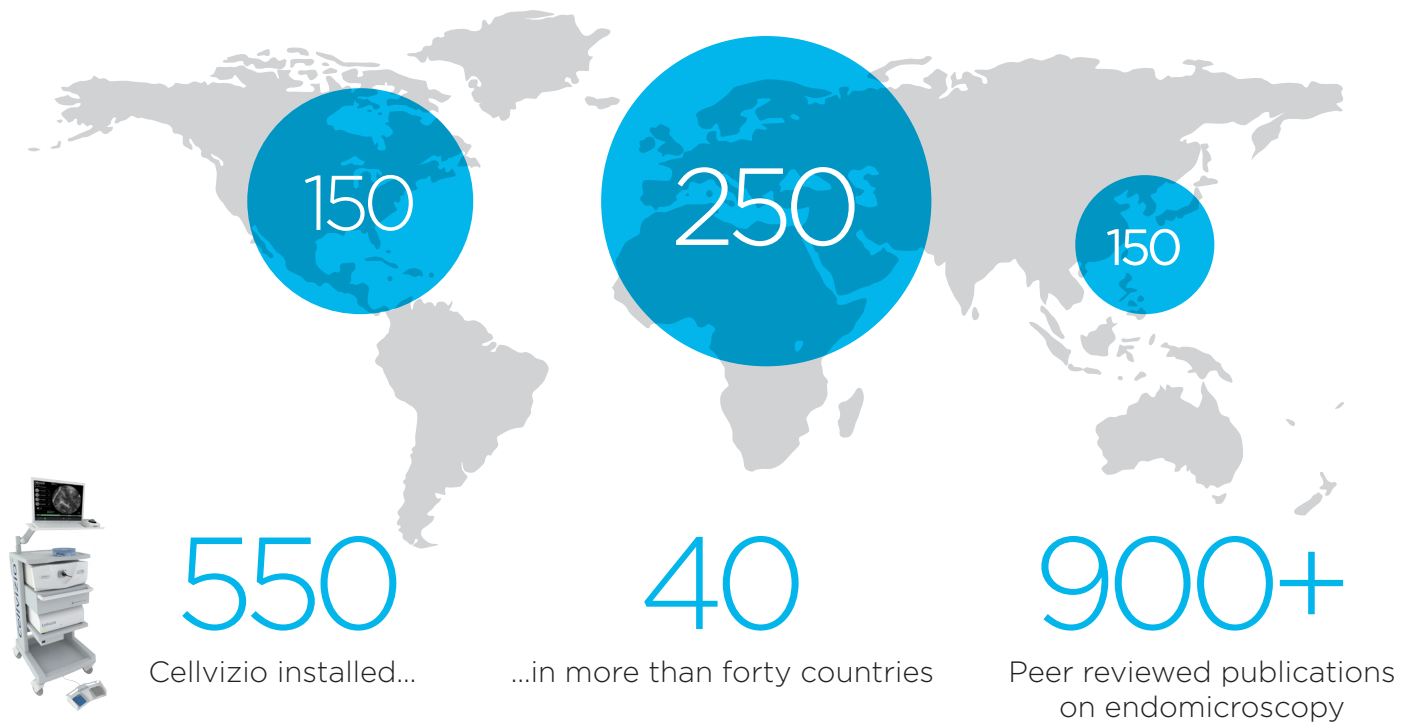 150
250
150
550
40
900+
Cellvizio installed...
...in more than forty countries
Peer reviewed publications
on endomicroscopy